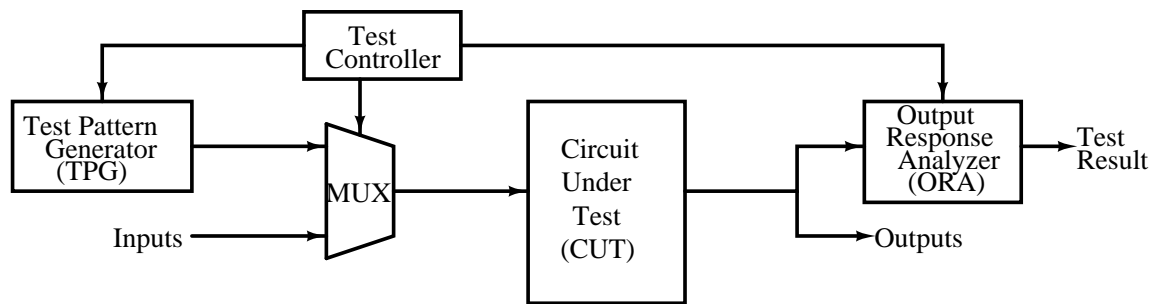 Test
Controller
Test Pattern
Generator
(TPG)
MUX
Inputs
Circuit
Under
Test
(CUT)
Output
Response
Analyzer
(ORA)
Test
Result
Outputs